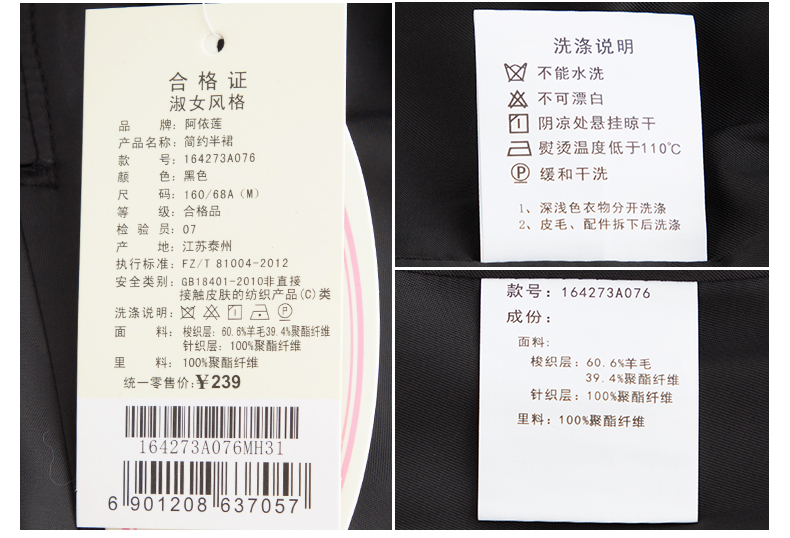 合格证
淑女风格
品 牌: 阿依莲
产品名称: 简约半裙
款 号: 164273A076
颜 色: 黑色
尺 码: 160/68A (M)
等 级: 合格品
检 验 员: 07
产 地: 江苏泰州
执行标准: FZ/T 81004-2012
安全类别: GB18401-2010非直接
接触皮肤的纺织产品(C)类
洗涤说明:
面 料: 梭织层: 60.6%羊毛39.4%聚酯纤维
针织层: 100%聚酯纤维
里 料: 100%聚酯纤维
统一零售价: ¥239
164273A076MH31
6 901208 637057
洗涤说明
不能水洗
不可漂白
阴凉处悬挂晾干
熨烫温度低于110℃
P 缓和干洗
1、深浅色衣物分开洗涤
2、皮毛、配件拆下后洗涤
款号: 164273A076
成份:
面料:
梭织层: 60.6%羊毛
39.4%聚酯纤维
针织层: 100%聚酯纤维
里料: 100%聚酯纤维